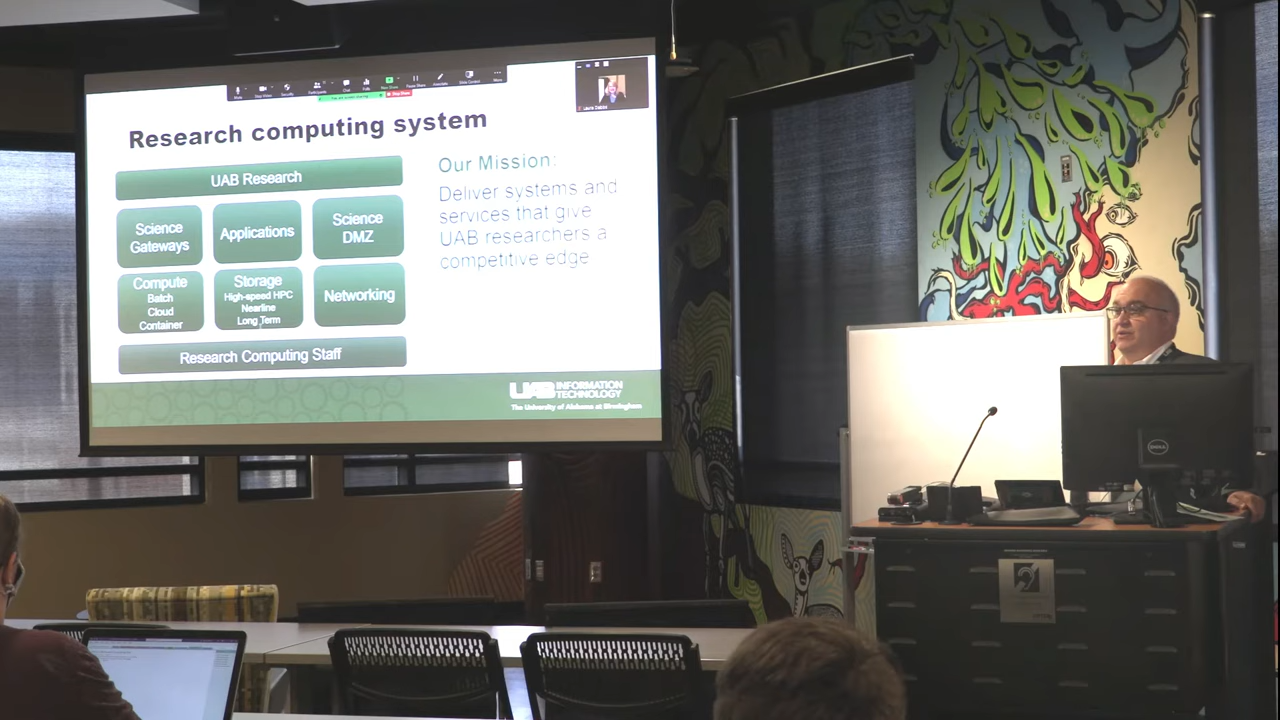 Research computing system
UAB Research
Science
Gateways
Applications
Science
DMZ
Compute
Batch
Cloud
Container
Storage
High-speed HPC
Nearline
Long Term
Networking
Research Computing Staff
Our Mission:
Deliver systems and
services that give
UAB researchers a
competitive edge
UAB INFORMATION
TECHNOLOGY
The University of Alabama at Birmingham
DELL